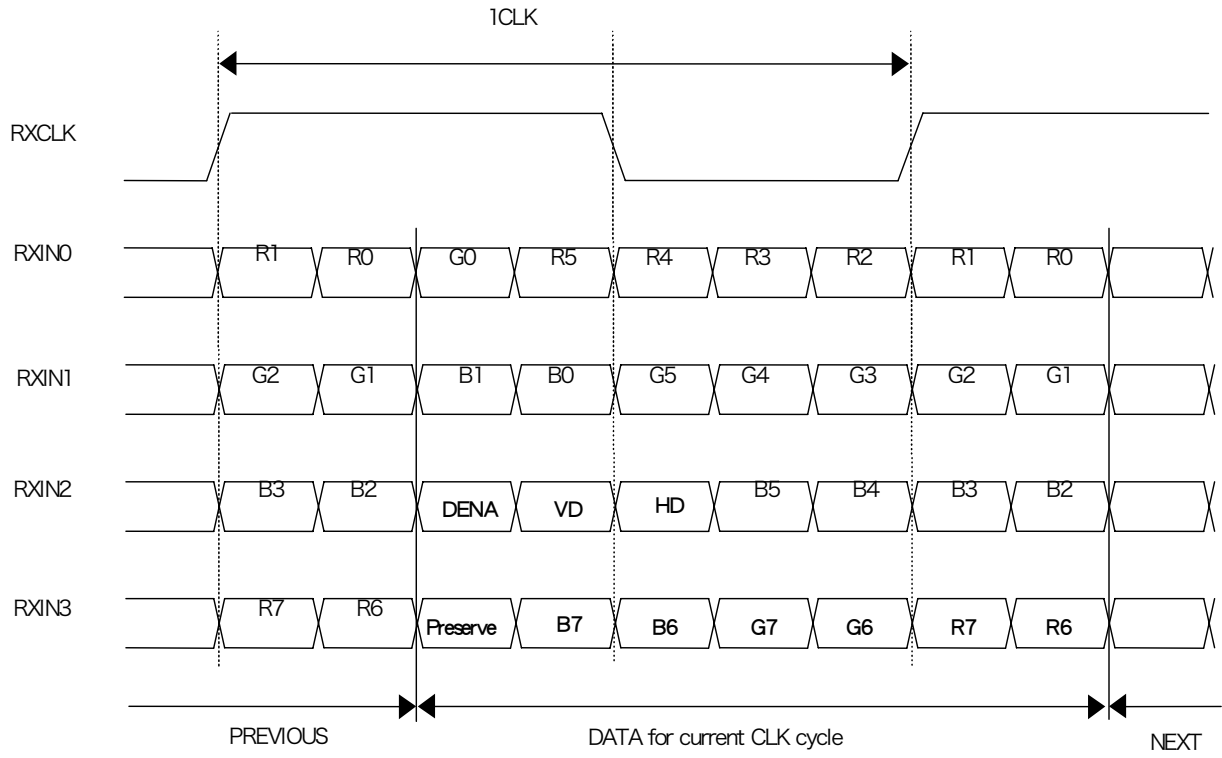 1CLK
RXCLK
RXIN0 R1 R0 G0 R5 R4 R3 R2 R1 R0
RXIN1 G2 G1 B1 B0 G5 G4 G3 G2 G1
RXIN2 B3 B2 DENA VD HD B5 B4 B3 B2
RXIN3 R7 R6 Preserve B7 B6 G7 G6 R7 R6
PREVIOUS DATA for current CLK cycle NEXT